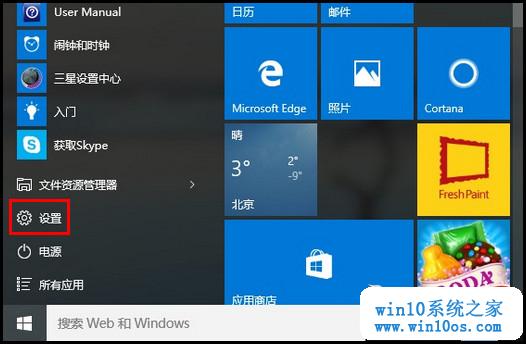 User Manual
闹钟和时钟
三星设置中心
入门
获取Skype
文件资源管理器
设置
电源
所有应用
搜索 Web 和 Windows
日历
邮件
Microsoft Edge
照片
Cortana
晴
3°
2°
-9°
北京
FreshPaint
应用商店
SODA
win10系统之家
www.win10os.com